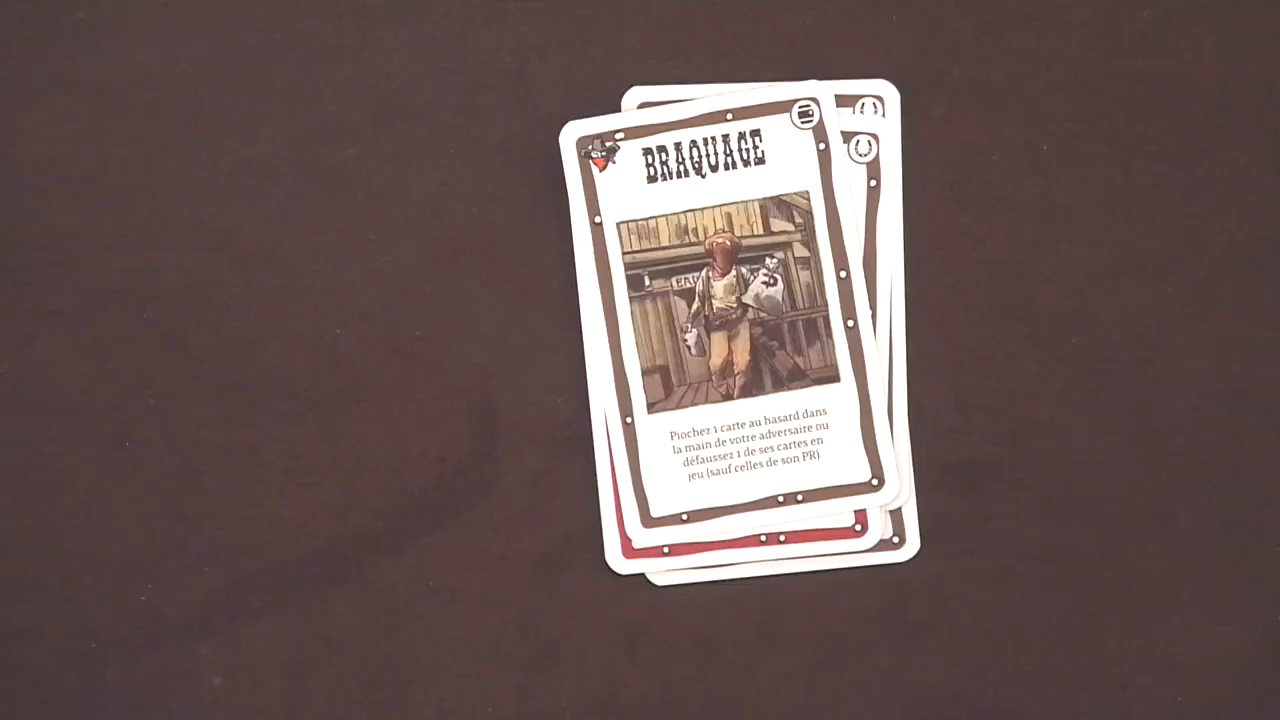 BRAQUAGE
Piochez 1 carte au hasard dans
la main de votre adversaire ou
défaussez 1 de ses cartes en
jeu (sauf celles de son PR).